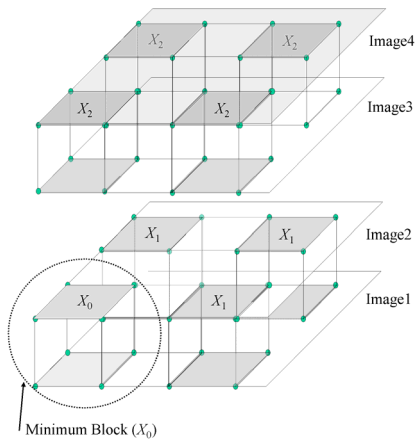 X₂ X₂ Image4
X₂ X₂ Image3
X₁ X₁ Image2
X₀ X₁ Image1
Minimum Block (X₀)